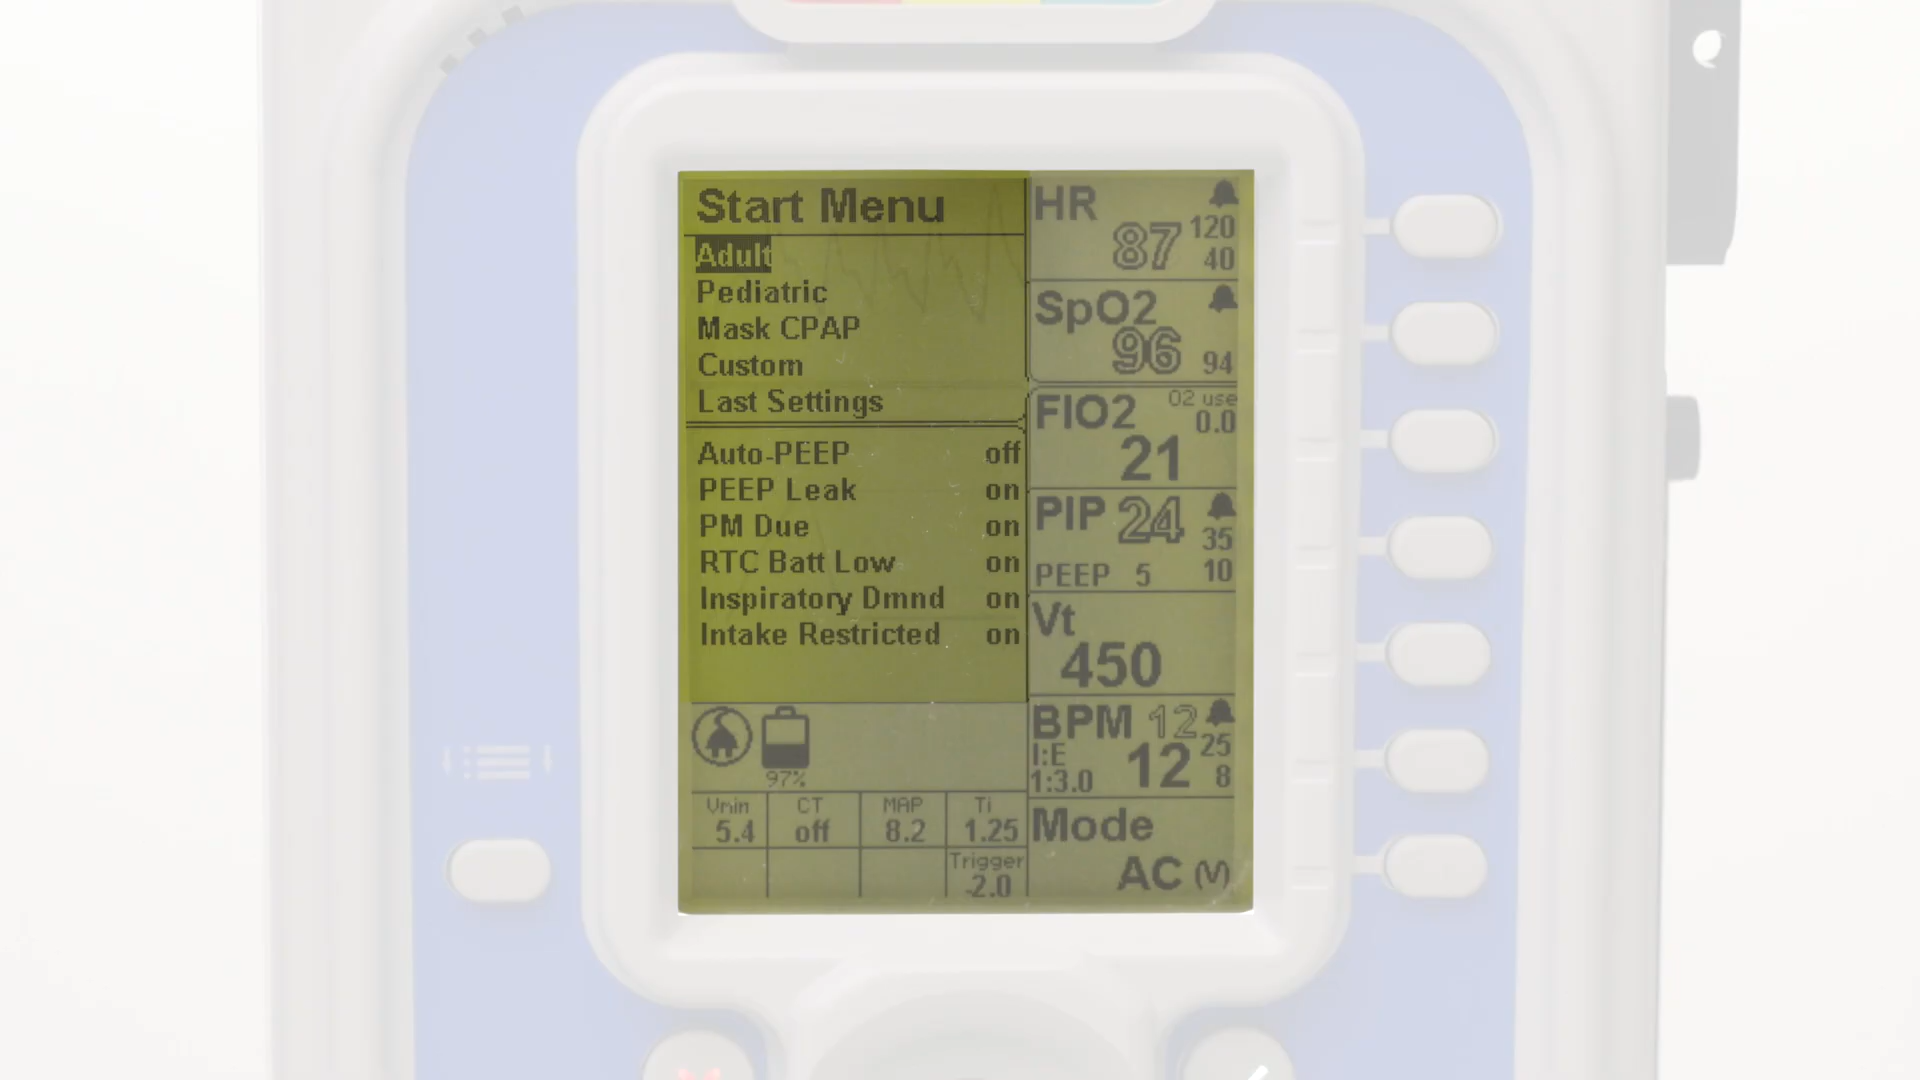 Start Menu
Adult
Pediatric
Mask CPAP
Custom
Last Settings
Auto-PEEP off
PEEP Leak on
PM Due on
RTC Batt Low on
Inspiratory Dmnd on
Intake Restricted on
97%
Vmin CT MAP Ti
5.4 off 8.2 1.25
Trigger
-2.0
HR
120
87
40
SpO2
96 94
FIO2 O2 use
0.0
21
PIP 24
35
PEEP 5 10
Vt
450
BPM 12
25
I:E 12
1:3.0 8
Mode
AC (V)